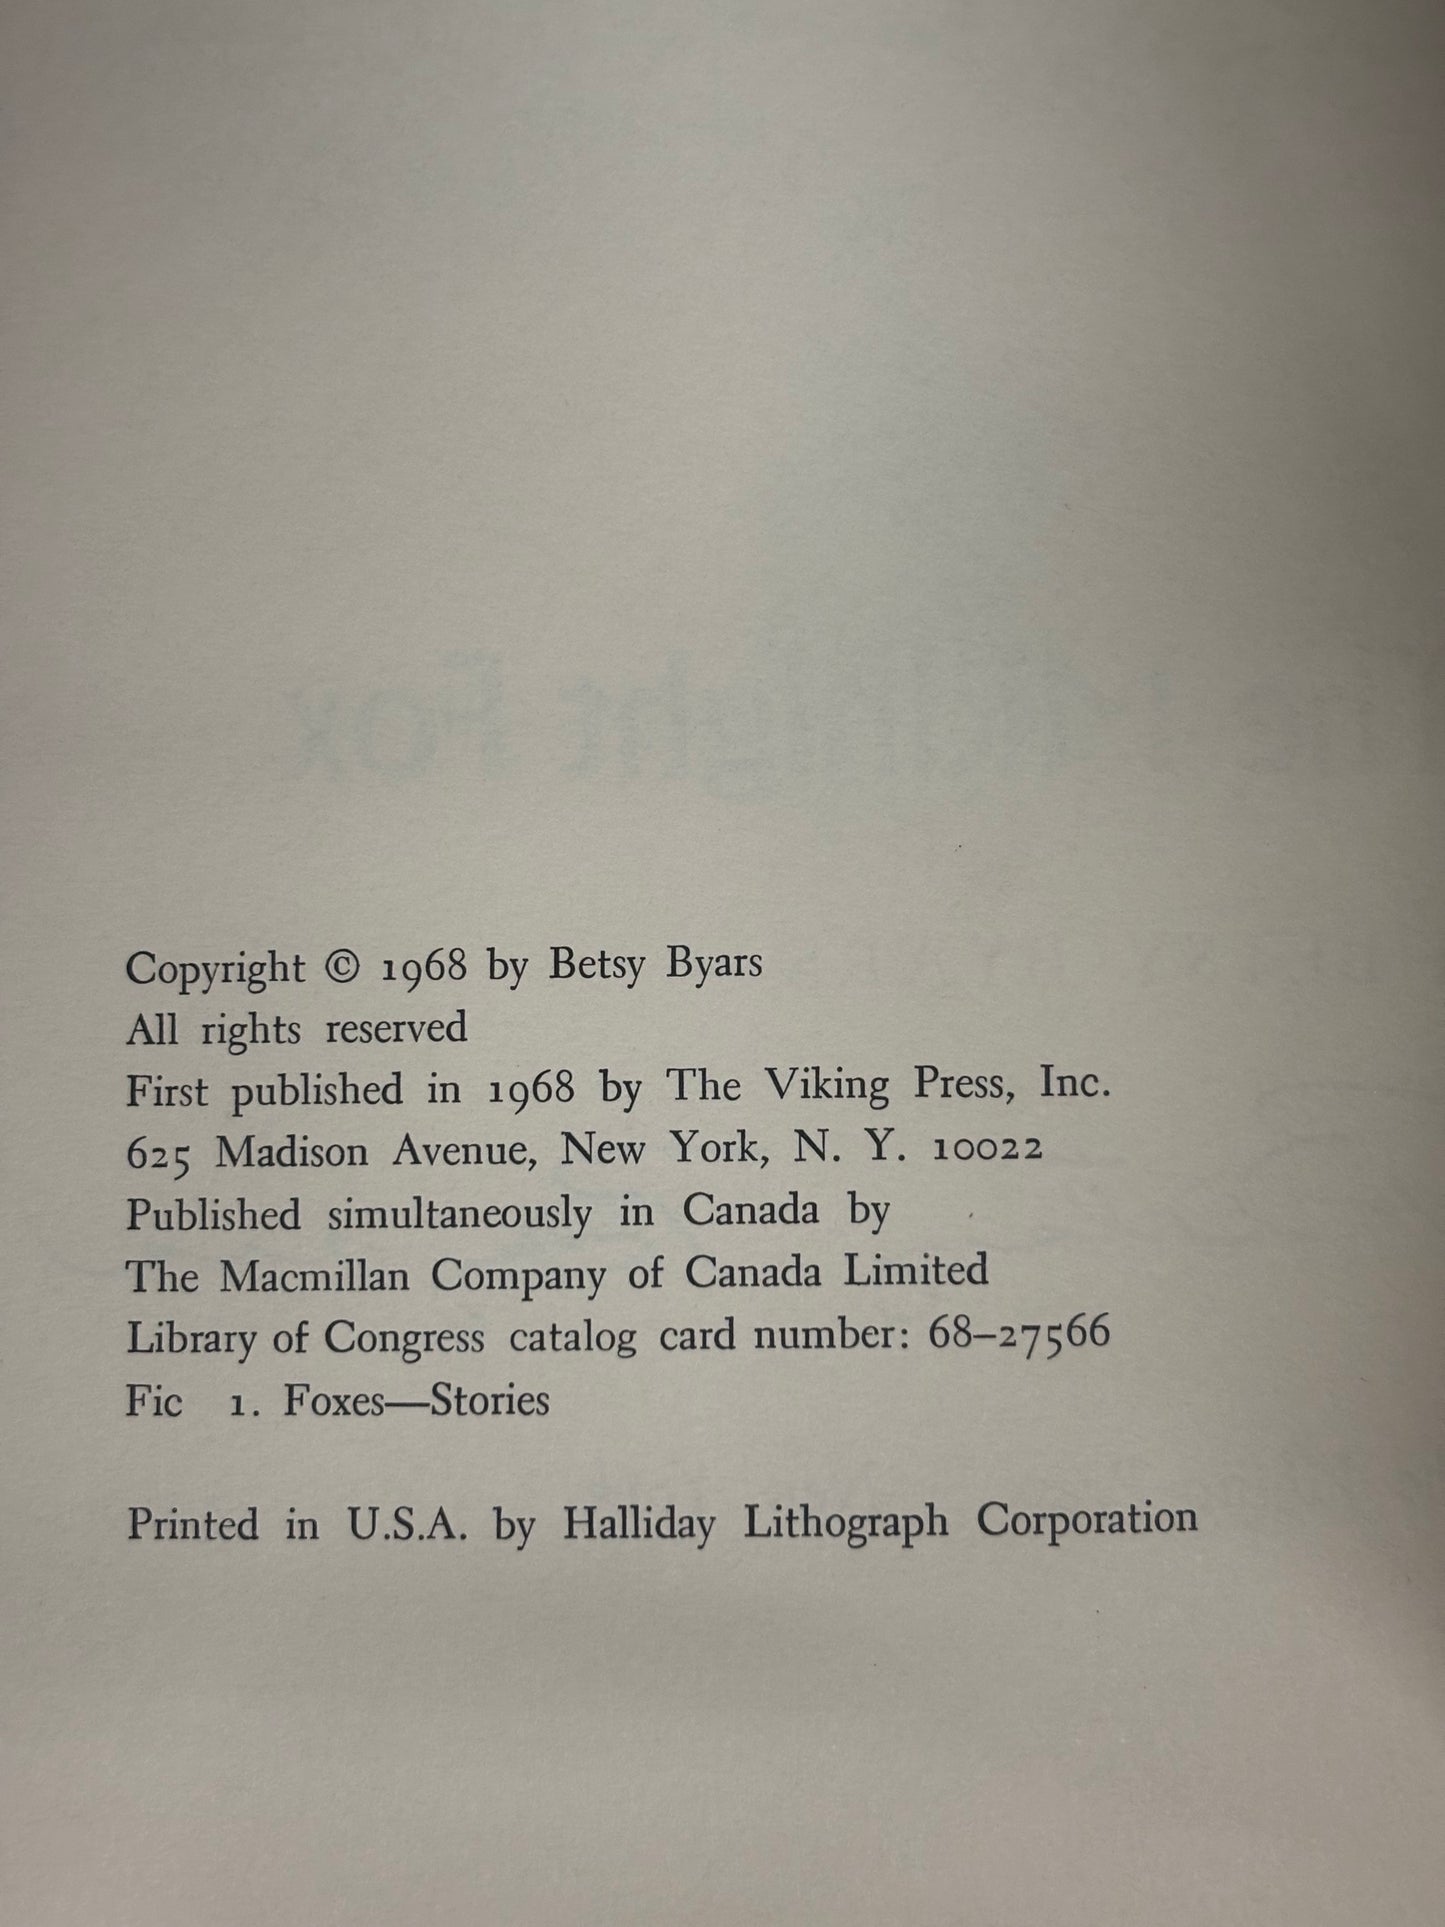 Copyright © 1968 by Betsy Byars
All rights reserved
First published in 1968 by The Viking Press, Inc.
625 Madison Avenue, New York, N. Y. 10022
Published simultaneously in Canada by
The Macmillan Company of Canada Limited
Library of Congress catalog card number: 68–27566
Fic 1. Foxes—Stories
Printed in U.S.A. by Halliday Lithograph Corporation